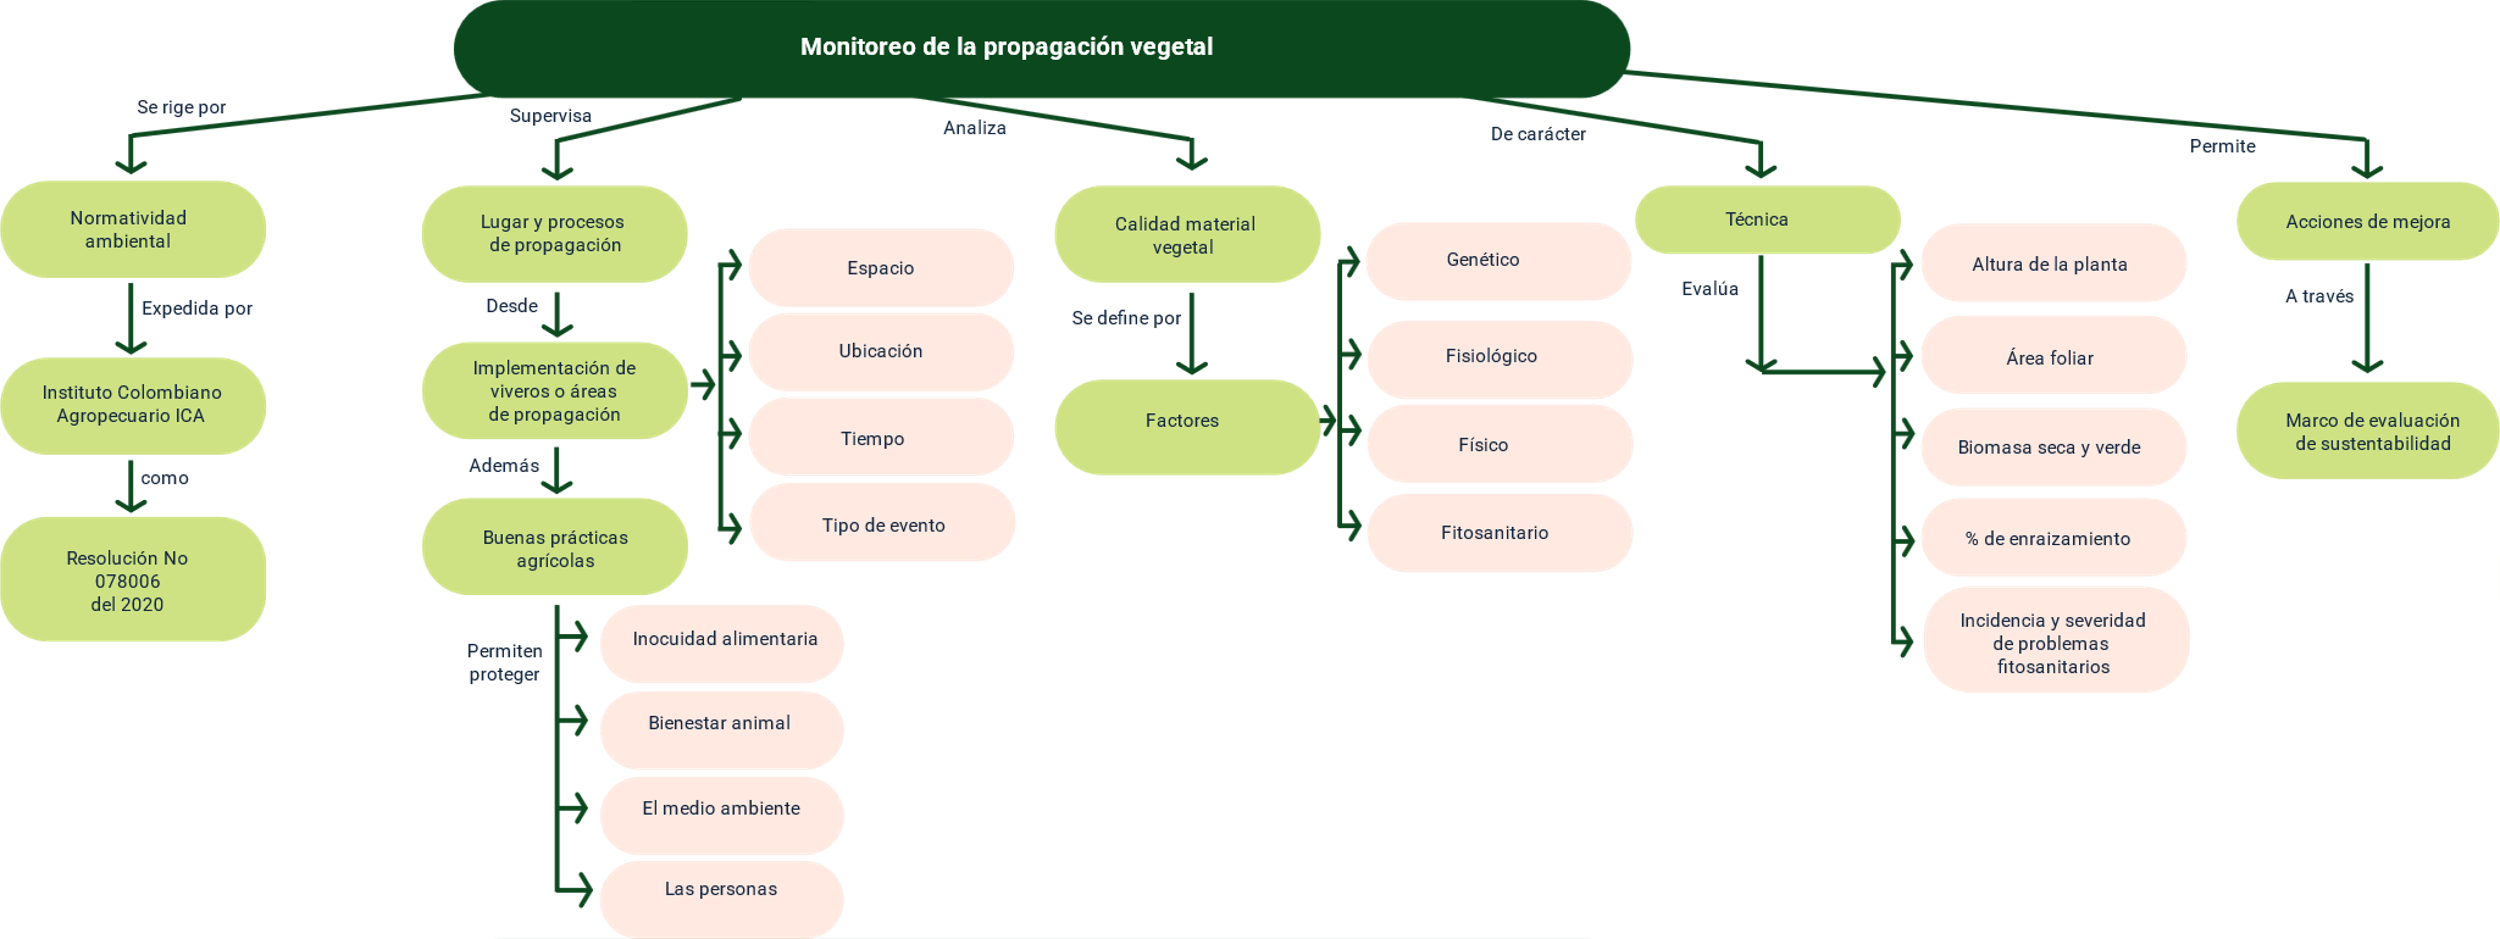 Monitoreo de la propagación vegetal
Se rige por
Normatividad
ambiental
Expedida por
Instituto Colombiano
Agropecuario ICA
como
Resolución No
078006
del 2020
Supervisa
Lugar y procesos
de propagación
Desde
Implementación de
viveros o áreas
de propagación
Espacio
Ubicación
Tiempo
Tipo de evento
Además
Buenas prácticas
agrícolas
Permiten
proteger
Inocuidad alimentaria
Bienestar animal
El medio ambiente
Las personas
Analiza
Calidad material
vegetal
Se define por
Factores
Genético
Fisiológico
Físico
Fitosanitario
De carácter
Técnica
Evalúa
Altura de la planta
Área foliar
Biomasa seca y verde
% de enraizamiento
Incidencia y severidad
de problemas
fitosanitarios
Permite
Acciones de mejora
A través
Marco de evaluación
de sustentabilidad